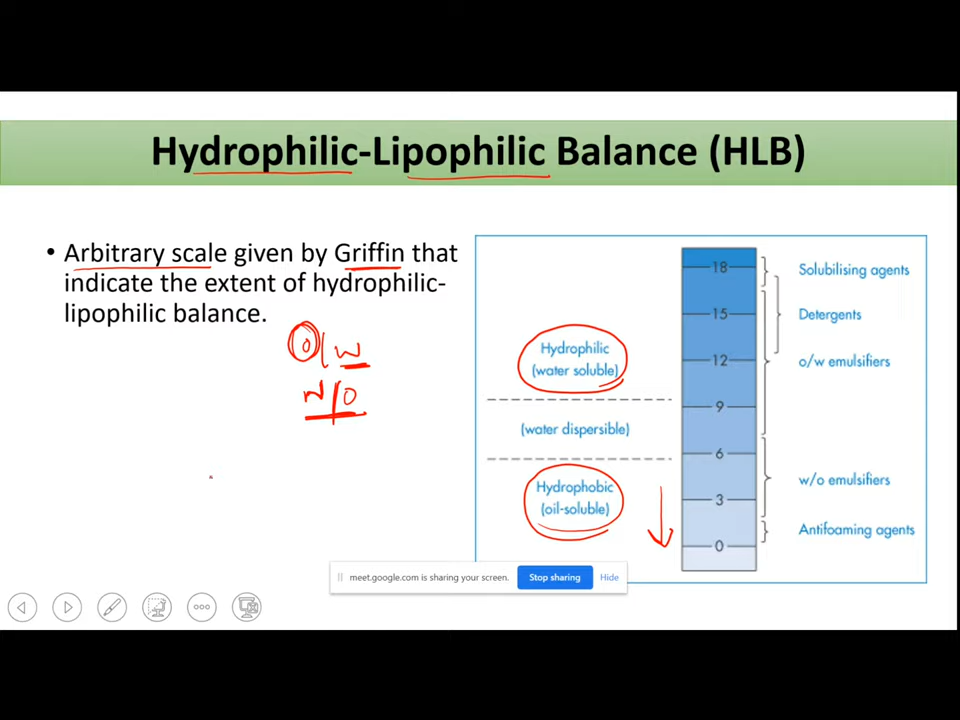 Hydrophilic-Lipophilic Balance (HLB)
• Arbitrary scale given by Griffin that
indicate the extent of hydrophilic-
lipophilic balance.
O/W
W/O
Hydrophilic
(water soluble)
(water dispersible)
Hydrophobic
(oil-soluble)
18
15
12
9
6
3
0
Solubilising agents
Detergents
o/w emulsifiers
w/o emulsifiers
Antifoaming agents
meet.google.com is sharing your screen.
Stop sharing
Hide